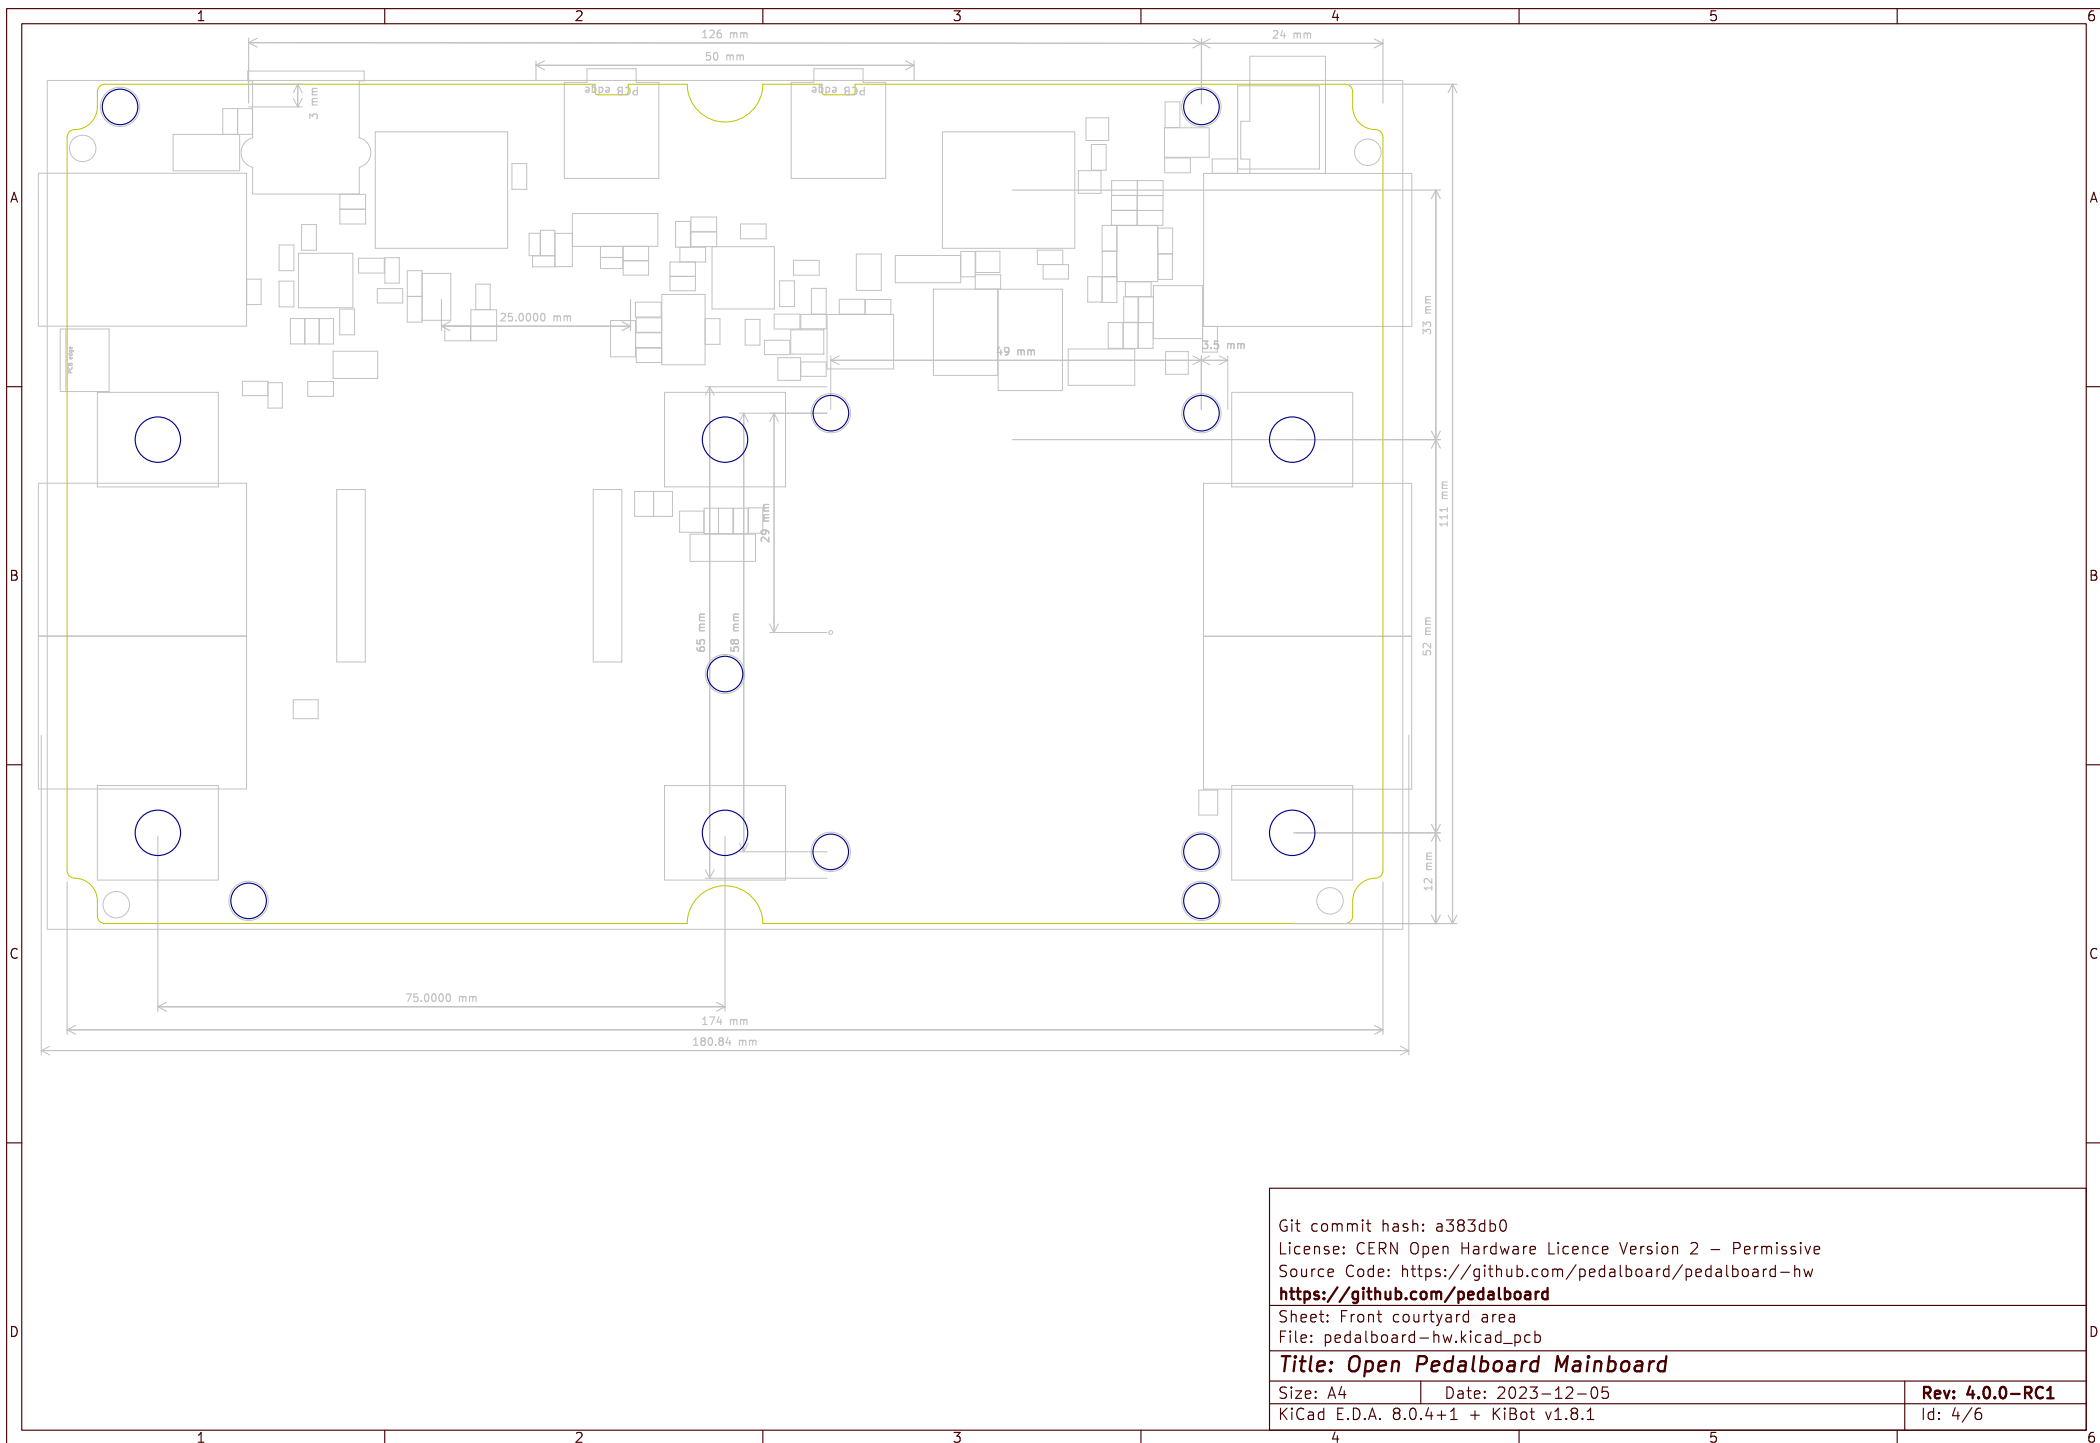 1 2 3 4 5 6
126 mm
24 mm
50 mm
PCB edge
PCB edge
3 mm
A
A
33 mm
25.0000 mm
PCB edge
49 mm
3.5 mm
111 mm
29 mm
B
B
65 mm
58 mm
52 mm
12 mm
C
C
75.0000 mm
174 mm
180.84 mm
Git commit hash: a383db0
License: CERN Open Hardware Licence Version 2 – Permissive
Source Code: https://github.com/pedalboard/pedalboard-hw
https://github.com/pedalboard
Sheet: Front courtyard area
File: pedalboard-hw.kicad_pcb
D
D
Title: Open Pedalboard Mainboard
Size: A4
Date: 2023-12-05
Rev: 4.0.0-RC1
KiCad E.D.A. 8.0.4+1 + KiBot v1.8.1
Id: 4/6
1 2 3 4 5 6